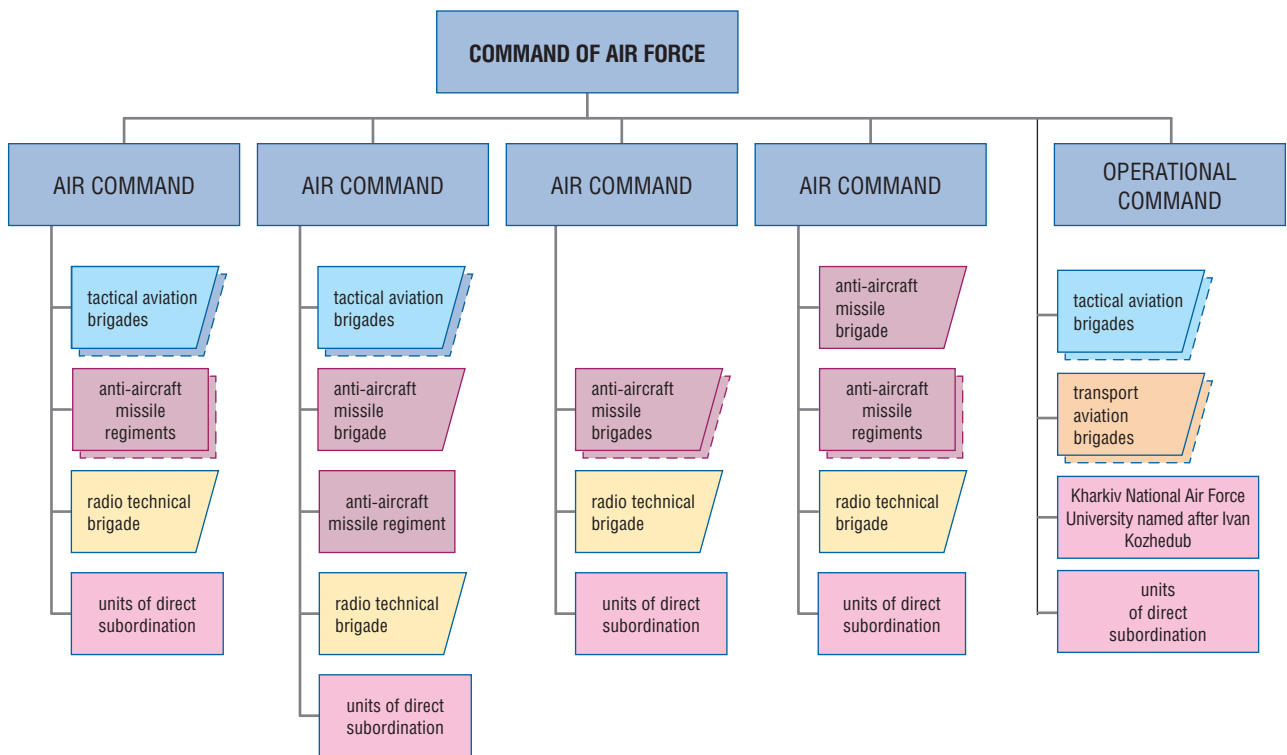 COMMAND OF AIR FORCE
AIR COMMAND
tactical aviation
brigades
anti-aircraft
missile
regiments
radio technical
brigade
units of direct
subordination
AIR COMMAND
tactical aviation
brigades
anti-aircraft
missile
brigade
anti-aircraft
missile regiment
radio technical
brigade
units of direct
subordination
AIR COMMAND
anti-aircraft
missile
brigades
radio technical
brigade
units of direct
subordination
AIR COMMAND
anti-aircraft
missile
brigade
anti-aircraft
missile
regiments
radio technical
brigade
units of direct
subordination
OPERATIONAL
COMMAND
tactical aviation
brigades
transport
aviation
brigades
Kharkiv National Air Force
University named after Ivan
Kozhedub
units
of direct
subordination